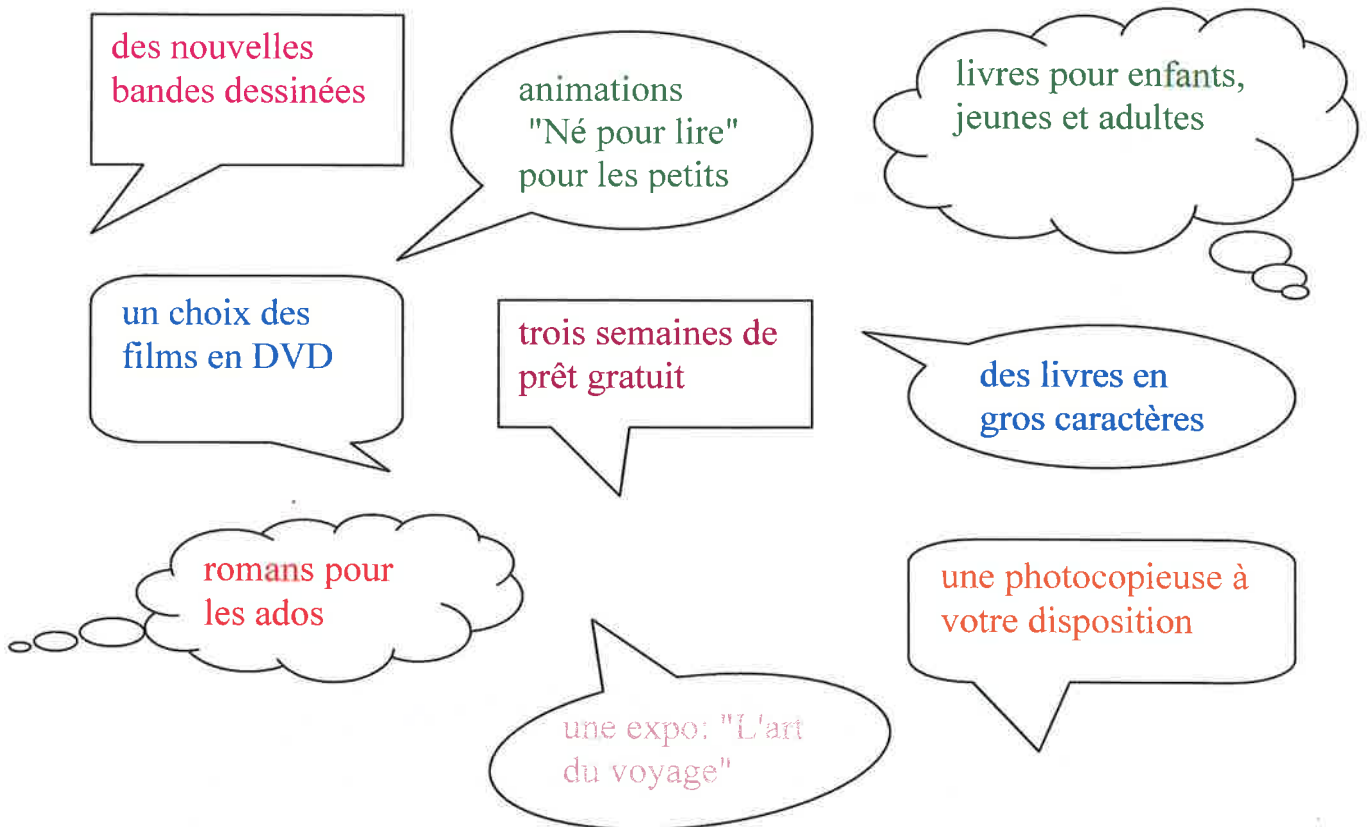 des nouvelles
bandes dessinées
animations
"Né pour lire"
pour les petits
livres pour enfants,
jeunes et adultes
un choix des
films en DVD
trois semaines de
prêt gratuit
des livres en
gros caractères
romans pour
les ados
une photocopieuse à
votre disposition
une expo: "L'art
du voyage"